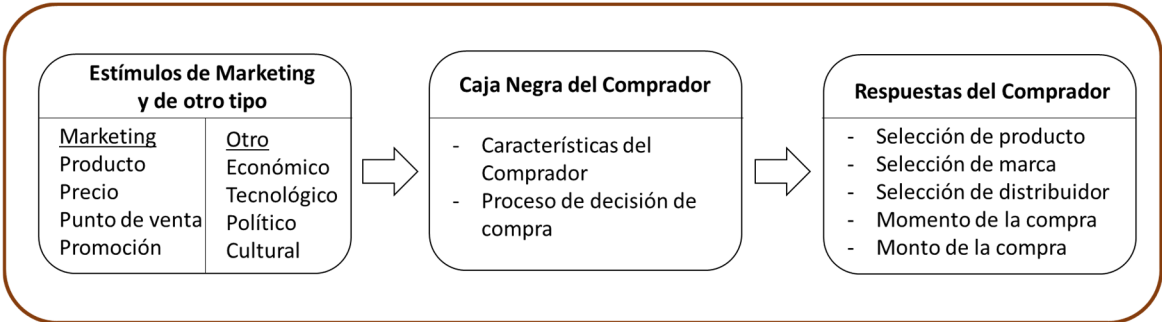 Estímulos de Marketing
y de otro tipo
Marketing
Producto
Precio
Punto de venta
Promoción
Otro
Económico
Tecnológico
Político
Cultural
Caja Negra del Comprador
- Características del
Comprador
- Proceso de decisión de
compra
Respuestas del Comprador
- Selección de producto
- Selección de marca
- Selección de distribuidor
- Momento de la compra
- Monto de la compra